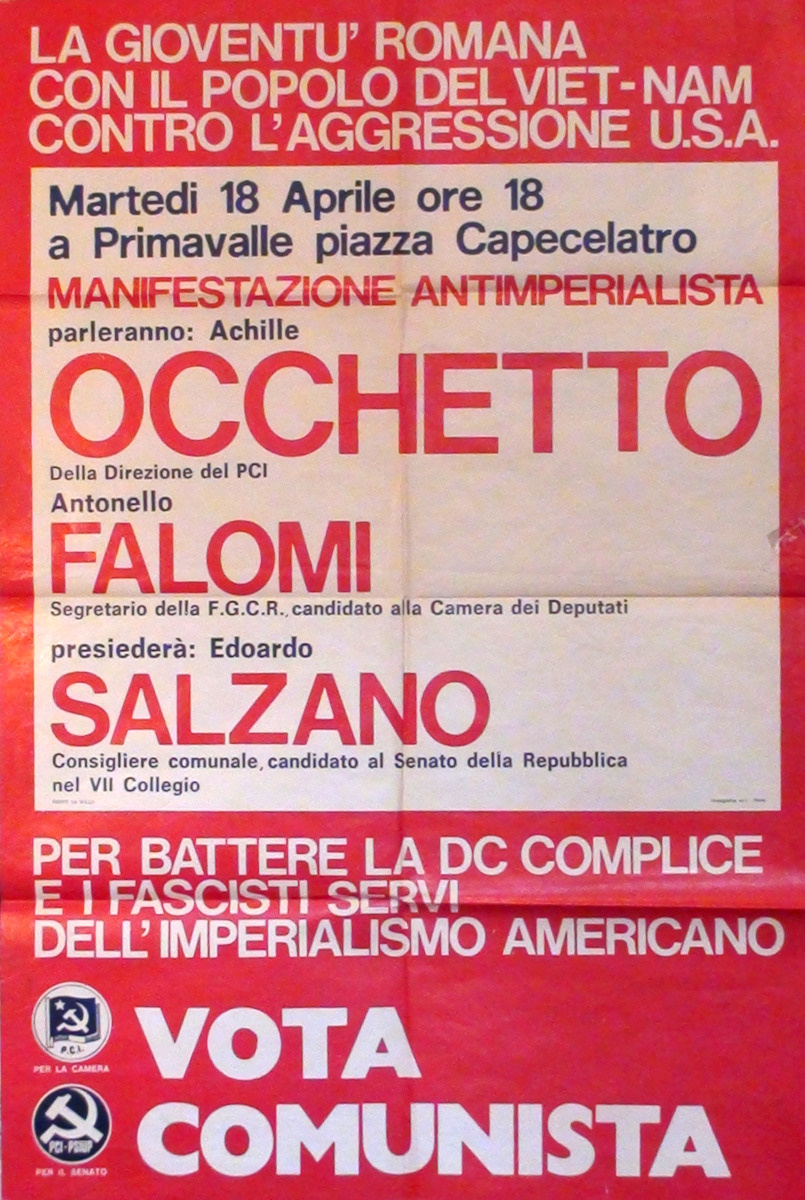 LA GIOVENTU' ROMANA
CON IL POPOLO DEL VIET-NAM
CONTRO L'AGGRESSIONE U.S.A.
Martedi 18 Aprile ore 18
a Primavalle piazza Capecelatro
MANIFESTAZIONE ANTIMPERIALISTA
parleranno: Achille
OCCHETTO
Della Direzione del PCI
Antonello
FALOMI
Segretario della F.G.C.R., candidato alla Camera dei Deputati
presiederà: Edoardo
SALZANO
Consigliere comunale, candidato al Senato della Repubblica
nel VII Collegio
PER BATTERE LA DC COMPLICE
E I FASCISTI SERVI
DELL'IMPERIALISMO AMERICANO
P.C.I.
PER LA CAMERA
VOTA
PCI-PSIUP
PER IL SENATO
COMUNISTA